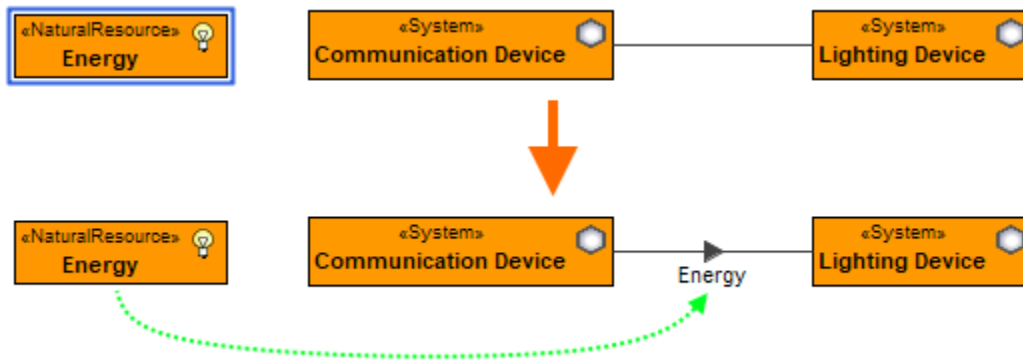 «NaturalResource»
Energy
«System»
Communication Device
«System»
Lighting Device
«NaturalResource»
Energy
«System»
Communication Device
Energy
«System»
Lighting Device